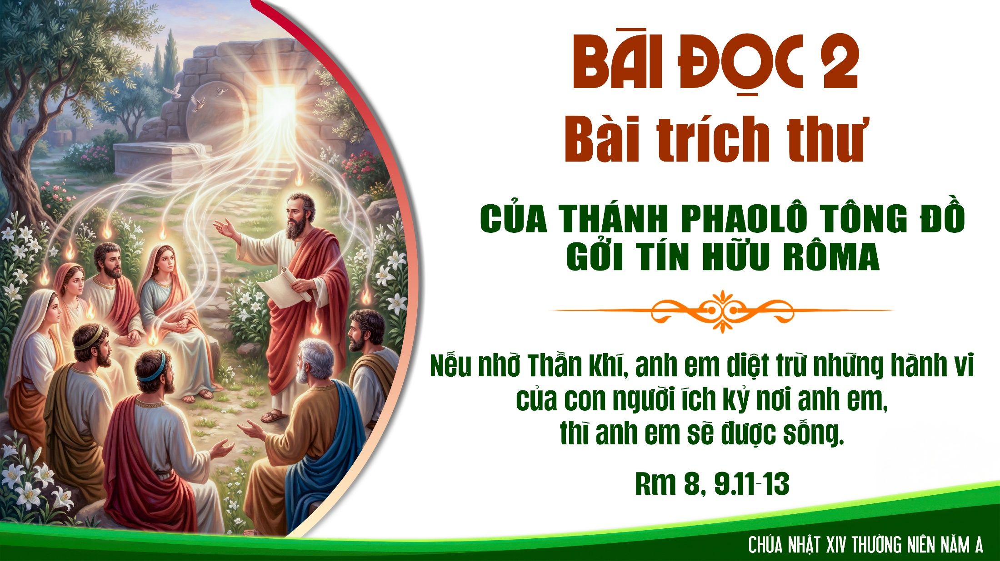 BÀI ĐỌC 2
Bài trích thư
CỦA THÁNH PHAOLÔ TÔNG ĐỒ
GỞI TÍN HỮU RÔMA
Nếu nhờ Thần Khí, anh em diệt trừ những hành vi
của con người ích kỷ nơi anh em,
thì anh em sẽ được sống.
Rm 8, 9.11-13
CHÚA NHẬT XIV THƯỜNG NIÊN NĂM A